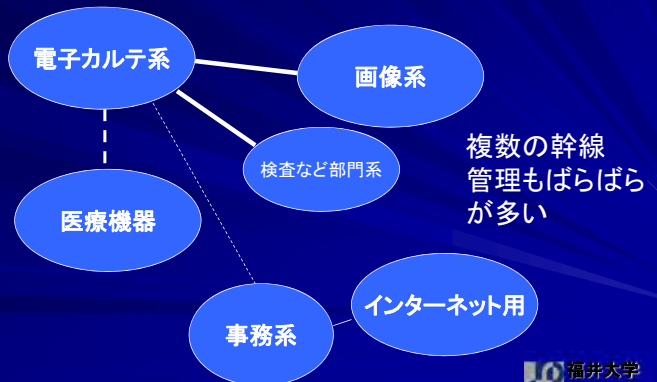 電子カルテ系
画像系
検査など部門系
複数の幹線
管理もばらばら
が多い
医療機器
インターネット用
事務系
福井大学